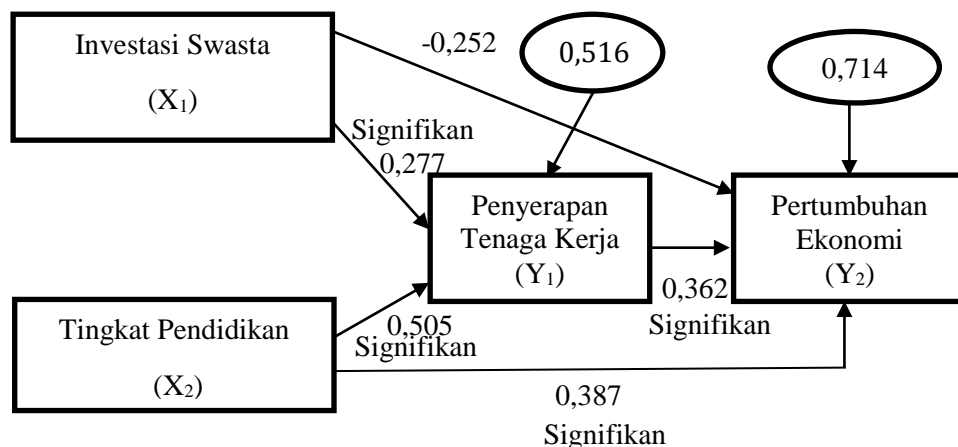 Investasi Swasta
(X₁)
-0,252
0,516
0,714
Signifikan
0,277
Penyerapan
Tenaga Kerja
(Y₁)
Pertumbuhan
Ekonomi
(Y₂)
0,362
Signifikan
Tingkat Pendidikan
(X₂)
0,505
Signifikan
0,387
Signifikan